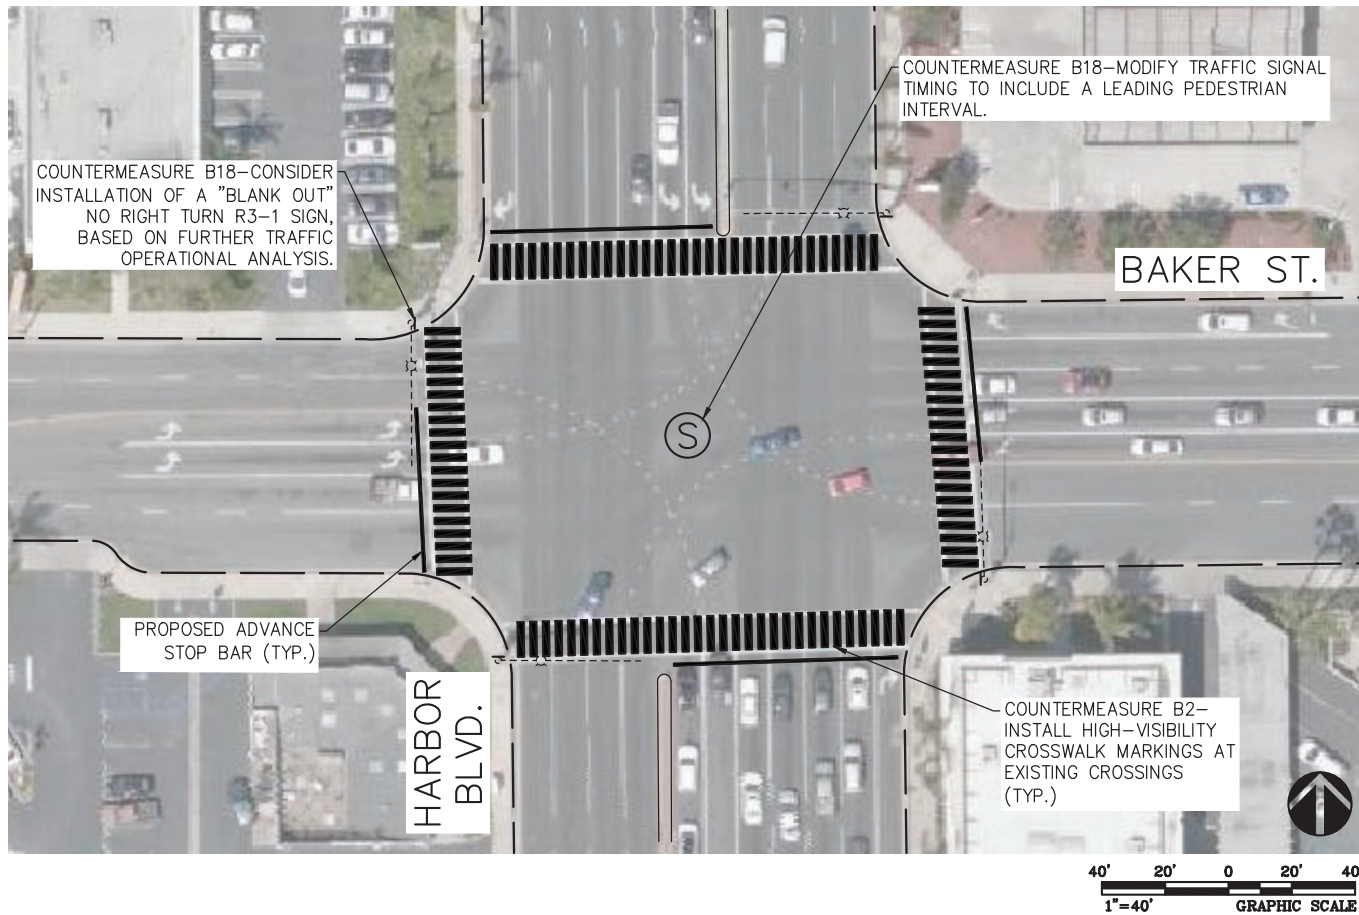 COUNTERMEASURE B18-MODIFY TRAFFIC SIGNAL
TIMING TO INCLUDE A LEADING PEDESTRIAN
INTERVAL.
COUNTERMEASURE B18-CONSIDER
INSTALLATION OF A "BLANK OUT"
NO RIGHT TURN R3-1 SIGN,
BASED ON FURTHER TRAFFIC
OPERATIONAL ANALYSIS.
BAKER ST.
S
PROPOSED ADVANCE
STOP BAR (TYP.)
HARBOR
BLVD.
COUNTERMEASURE B2-
INSTALL HIGH-VISIBILITY
CROSSWALK MARKINGS AT
EXISTING CROSSINGS
(TYP.)
40' 20' 0 20' 40
1"=40' GRAPHIC SCALE